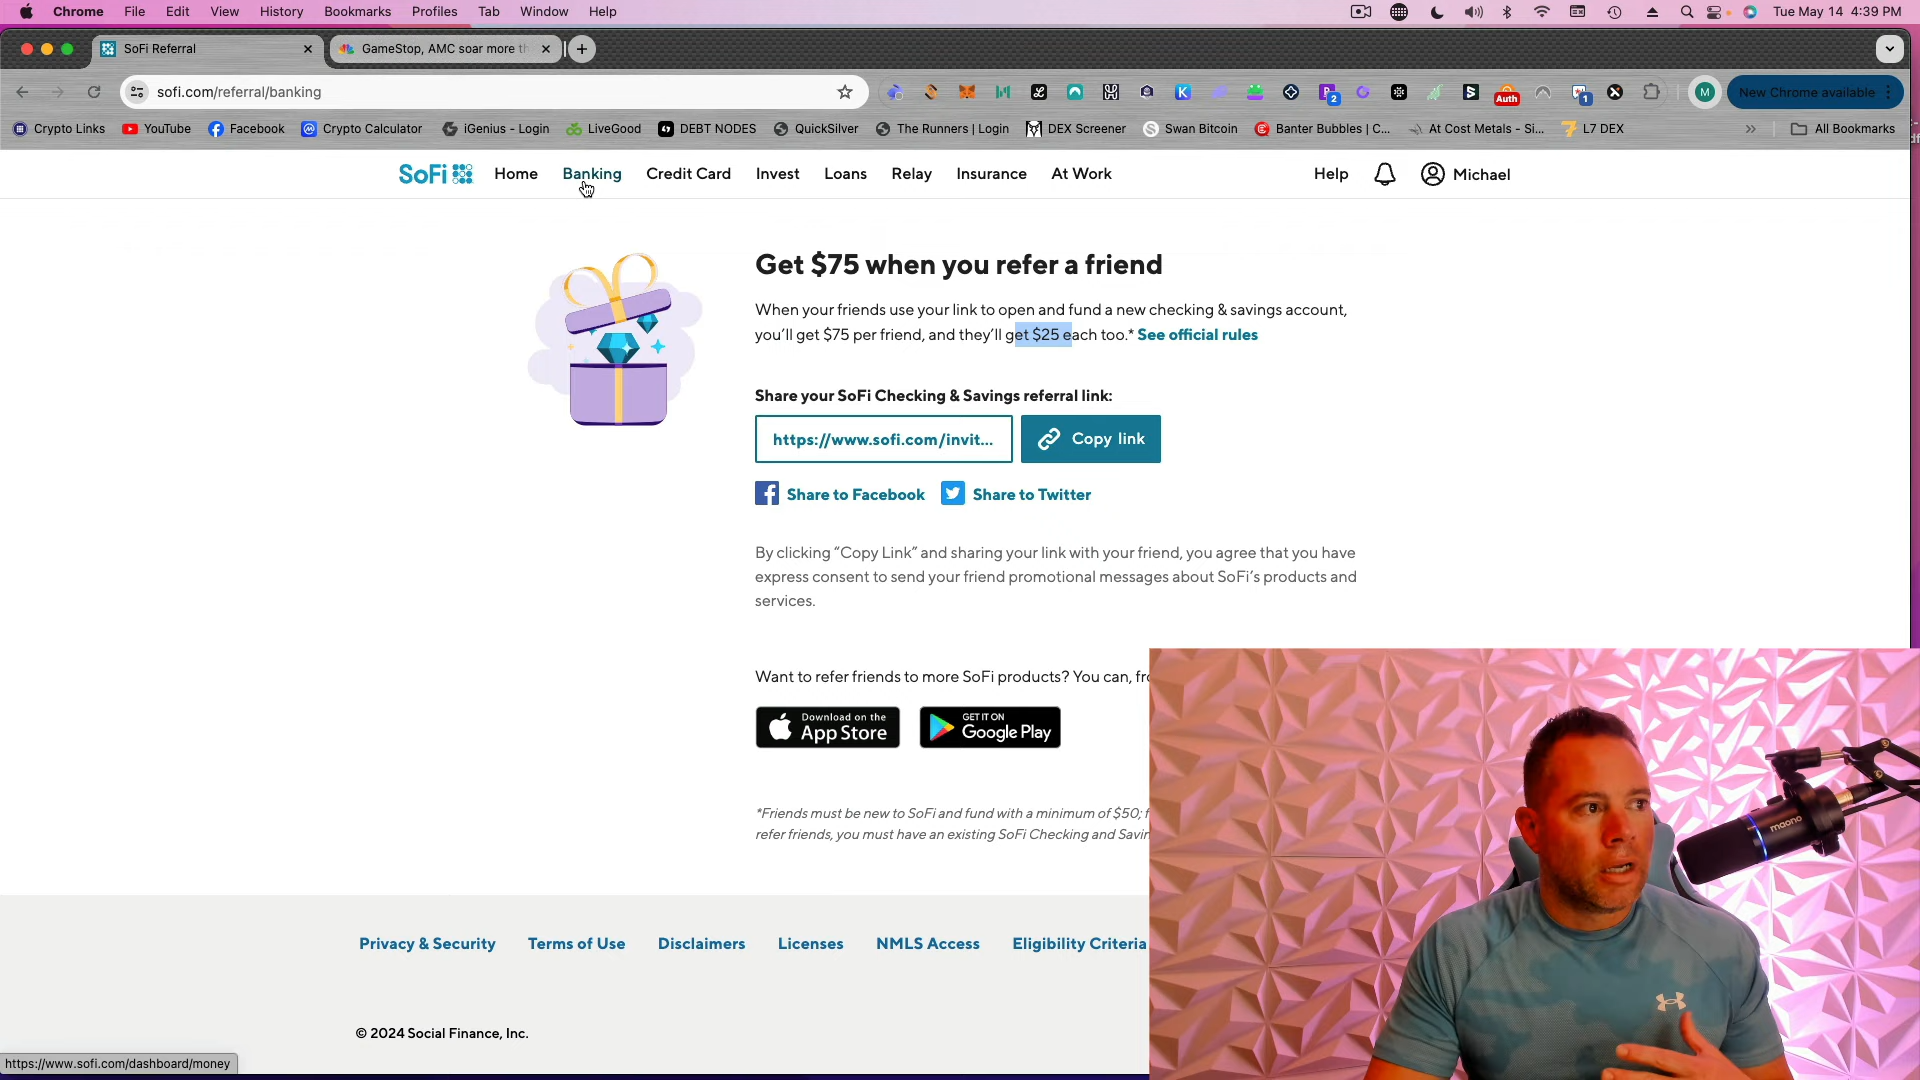 Chrome File Edit View History Bookmarks Profiles Tab Window Help Tue May 14 4:39 PM
SoFi Referral GameStop, AMC soar more th
sofi.com/referral/banking 2 Auth 1 M New Chrome available
Crypto Links YouTube Facebook Crypto Calculator iGenius - Login LiveGood DEBT NODES QuickSilver The Runners | Login DEX Screener Swan Bitcoin Banter Bubbles | C... At Cost Metals - Si... L7 DEX » All Bookmarks
SoFi Home Banking Credit Card Invest Loans Relay Insurance At Work Help Michael
Get $75 when you refer a friend
When your friends use your link to open and fund a new checking & savings account,
you'll get $75 per friend, and they'll get $25 each too.* See official rules
Share your SoFi Checking & Savings referral link:
https://www.sofi.com/invit... Copy link
Share to Facebook Share to Twitter
By clicking "Copy Link" and sharing your link with your friend, you agree that you have
express consent to send your friend promotional messages about SoFi's products and
services.
Want to refer friends to more SoFi products? You can,
Download on the App Store GET IT ON Google Play
*Friends must be new to SoFi and fund with a minimum of $50;
refer friends, you must have an existing SoFi Checking and
Privacy & Security Terms of Use Disclaimers Licenses NMLS Access Eligibility Criteria
© 2024 Social Finance, Inc.
https://www.sofi.com/dashboard/money
maono